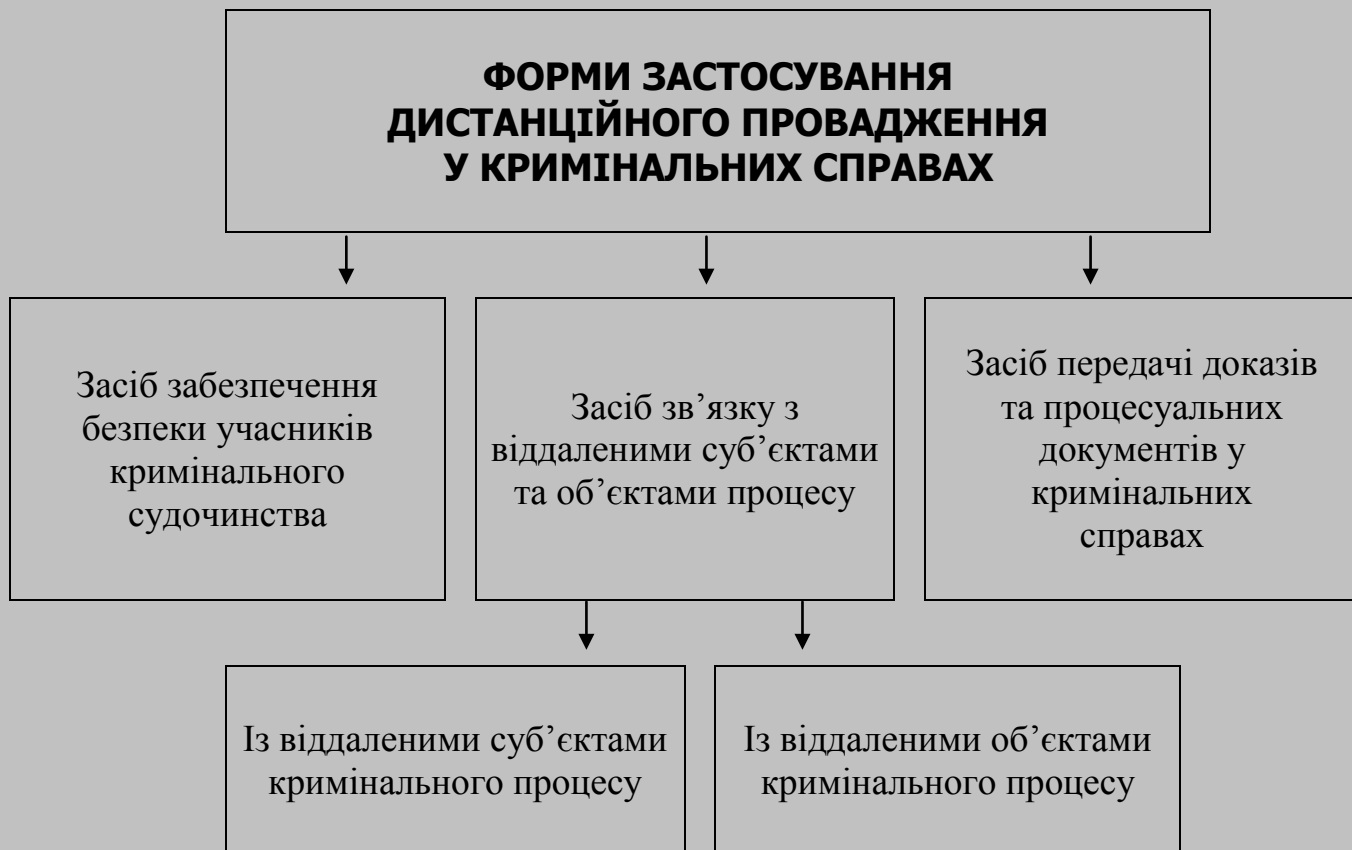 ФОРМИ ЗАСТОСУВАННЯ
ДИСТАНЦІЙНОГО ПРОВАДЖЕННЯ
У КРИМІНАЛЬНИХ СПРАВАХ
Засіб забезпечення
безпеки учасників
кримінального
судочинства
Засіб зв’язку з
віддаленими суб’єктами
та об’єктами процесу
Засіб передачі доказів
та процесуальних
документів у
кримінальних
справах
Із віддаленими суб’єктами
кримінального процесу
Із віддаленими об’єктами
кримінального процесу